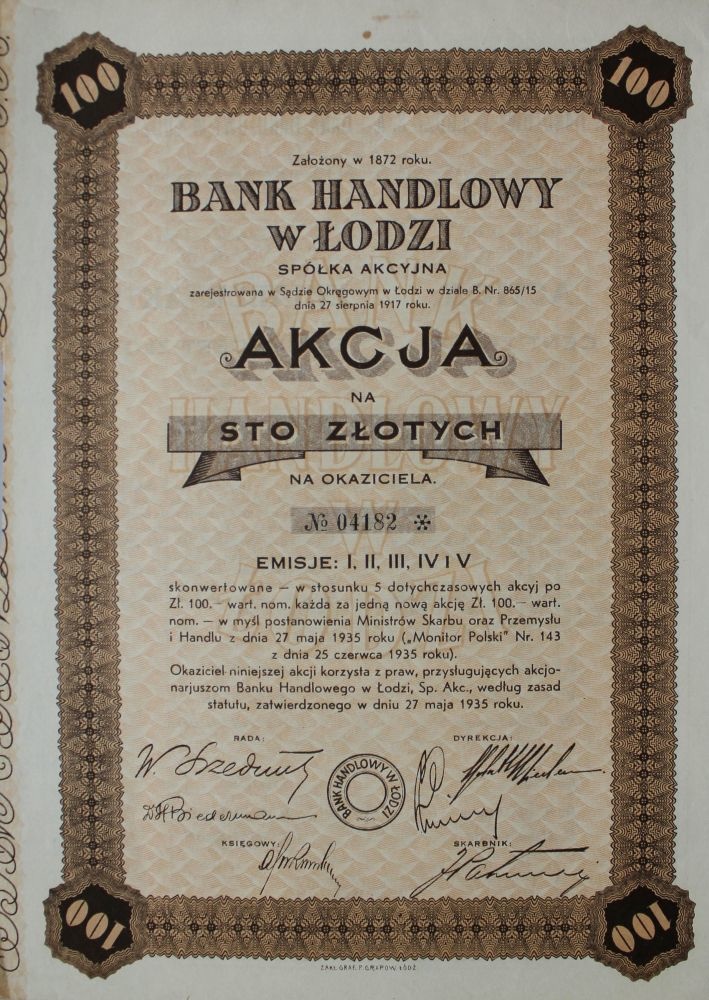 100 100
Założony w 1872 roku.
BANK HANDLOWY
W ŁODZI
SPÓŁKA AKCYJNA
zarejestrowana w Sądzie Okręgowym w Łodzi w dziale B. Nr. 865/15
dnia 27 sierpnia 1917 roku.
AKCJA
NA
STO ZŁOTYCH
NA OKAZICIELA.
№ 04182 *
EMISJE: I, II, III, IV i V
skonwertowane — w stosunku 5 dotychczasowych akcyj po
Zł. 100.— wart. nom. każda za jedną nową akcję Zł. 100.— wart.
nom. — w myśl postanowienia Ministrów Skarbu oraz Przemysłu
i Handlu z dnia 27 maja 1935 roku („Monitor Polski" Nr. 143
z dnia 25 czerwca 1935 roku).
Okaziciel niniejszej akcji korzysta z praw, przysługujących akcjo-
narjuszom Banku Handlowego w Łodzi, Sp. Akc., według zasad
statutu, zatwierdzonego w dniu 27 maja 1935 roku.
RADA: DYREKCJA:
BANK HANDLOWY W ŁODZI
Biedermann
KSIĘGOWY: SKARBNIK:
100 100